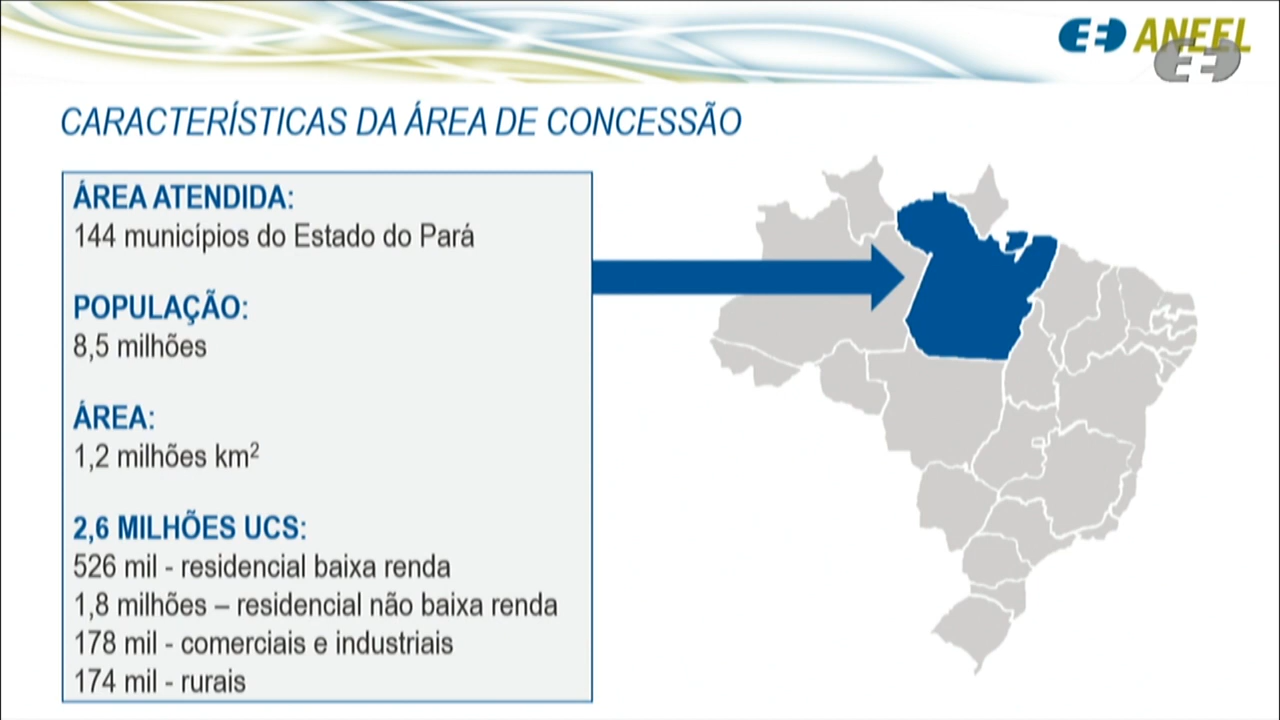 ANEEL
CARACTERÍSTICAS DA ÁREA DE CONCESSÃO
ÁREA ATENDIDA:
144 municípios do Estado do Pará
POPULAÇÃO:
8,5 milhões
ÁREA:
1,2 milhões km²
2,6 MILHÕES UCS:
526 mil - residencial baixa renda
1,8 milhões – residencial não baixa renda
178 mil - comerciais e industriais
174 mil - rurais